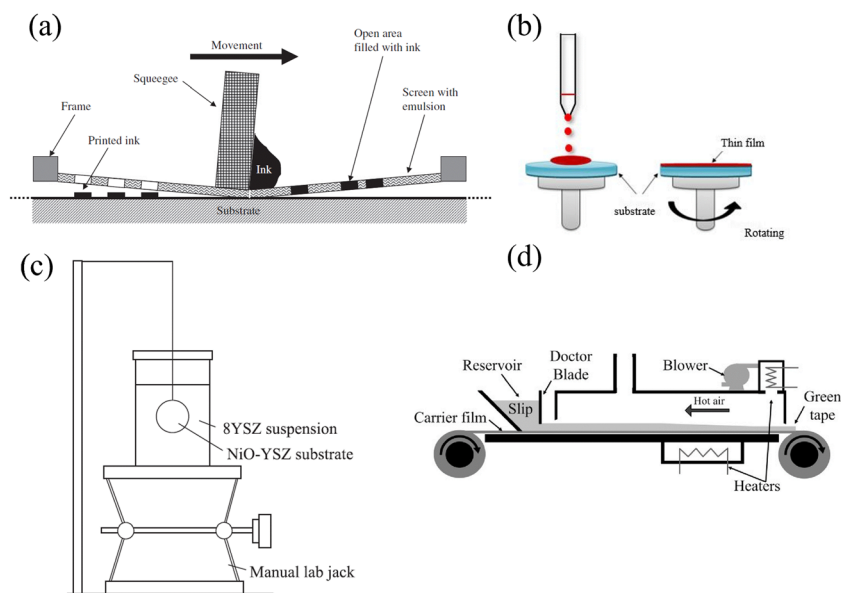 (a)
Movement
Open area
filled with ink
Squeegee
Screen with
emulsion
Frame
Printed ink
Ink
Substrate
(b)
Thin film
substrate
Rotating
(c)
8YSZ suspension
NiO-YSZ substrate
Manual lab jack
(d)
Reservoir
Doctor
Blade
Blower
Slip
Hot air
Green
tape
Carrier film
Heaters